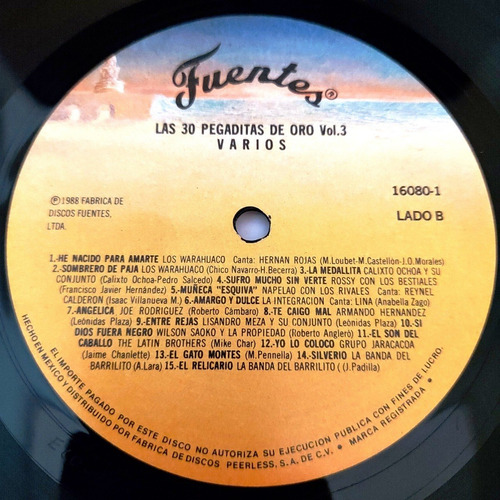 Fuentes®
LAS 30 PEGADITAS DE ORO Vol.3
VARIOS
Ⓟ1988 FABRICA DE
DISCOS FUENTES,
LTDA.
16080-1
LADO B
1.-HE NACIDO PARA AMARTE LOS WARAHUACO Canta: HERNAN ROJAS (M.Loubet-M.Castellón-J.O.Morales)
2.-SOMBRERO DE PAJA LOS WARAHUACO (Chico Navarro-H.Becerra) 3.-LA MEDALLITA CALIXTO OCHOA Y SU
CONJUNTO (Calixto Ochoa-Pedro Salcedo) 4.-SUFRO MUCHO SIN VERTE ROSSY CON LOS BESTIALES
(Francisco Javier Hernández) 5.-MUÑECA "ESQUIVA" NAPELAO CON LOS RIVALES Canta: REYNEL
CALDERON (Isaac Villanueva M.) 6.-AMARGO Y DULCE LA INTEGRACION Canta: LINA (Anabella Zago)
7.-ANGELICA JOE RODRIGUEZ (Roberto Cámbaro) 8.-TE CAIGO MAL ARMANDO HERNANDEZ
(Leónidas Plaza) 9.-ENTRE REJAS LISANDRO MEZA Y SU CONJUNTO (Leónidas Plaza) 10.-SI
DIOS FUERA NEGRO WILSON SAOKO Y LA PROPIEDAD (Roberto Angleró) 11.-EL SON DEL
CABALLO THE LATIN BROTHERS (Mike Char) 12.-YO LO COLOCO GRUPO JARACACOA
(Jaime Chanlette) 13.-EL GATO MONTES (M.Pennella) 14.-SILVERIO LA BANDA DEL
BARRILITO (A.Lara) 15.-EL RELICARIO LA BANDA DEL BARRILITO ( (J.Padilla)
HECHO EN MEXICO Y DISTRIBUIDO POR FABRICA DE DISCOS PEERLESS, S.A. DE C.V. MARCA REGISTRADA.
EL IMPORTE PAGADO POR ESTE DISCO NO AUTORIZA SU EJECUCION PUBLICA CON FINES DE LUCRO.